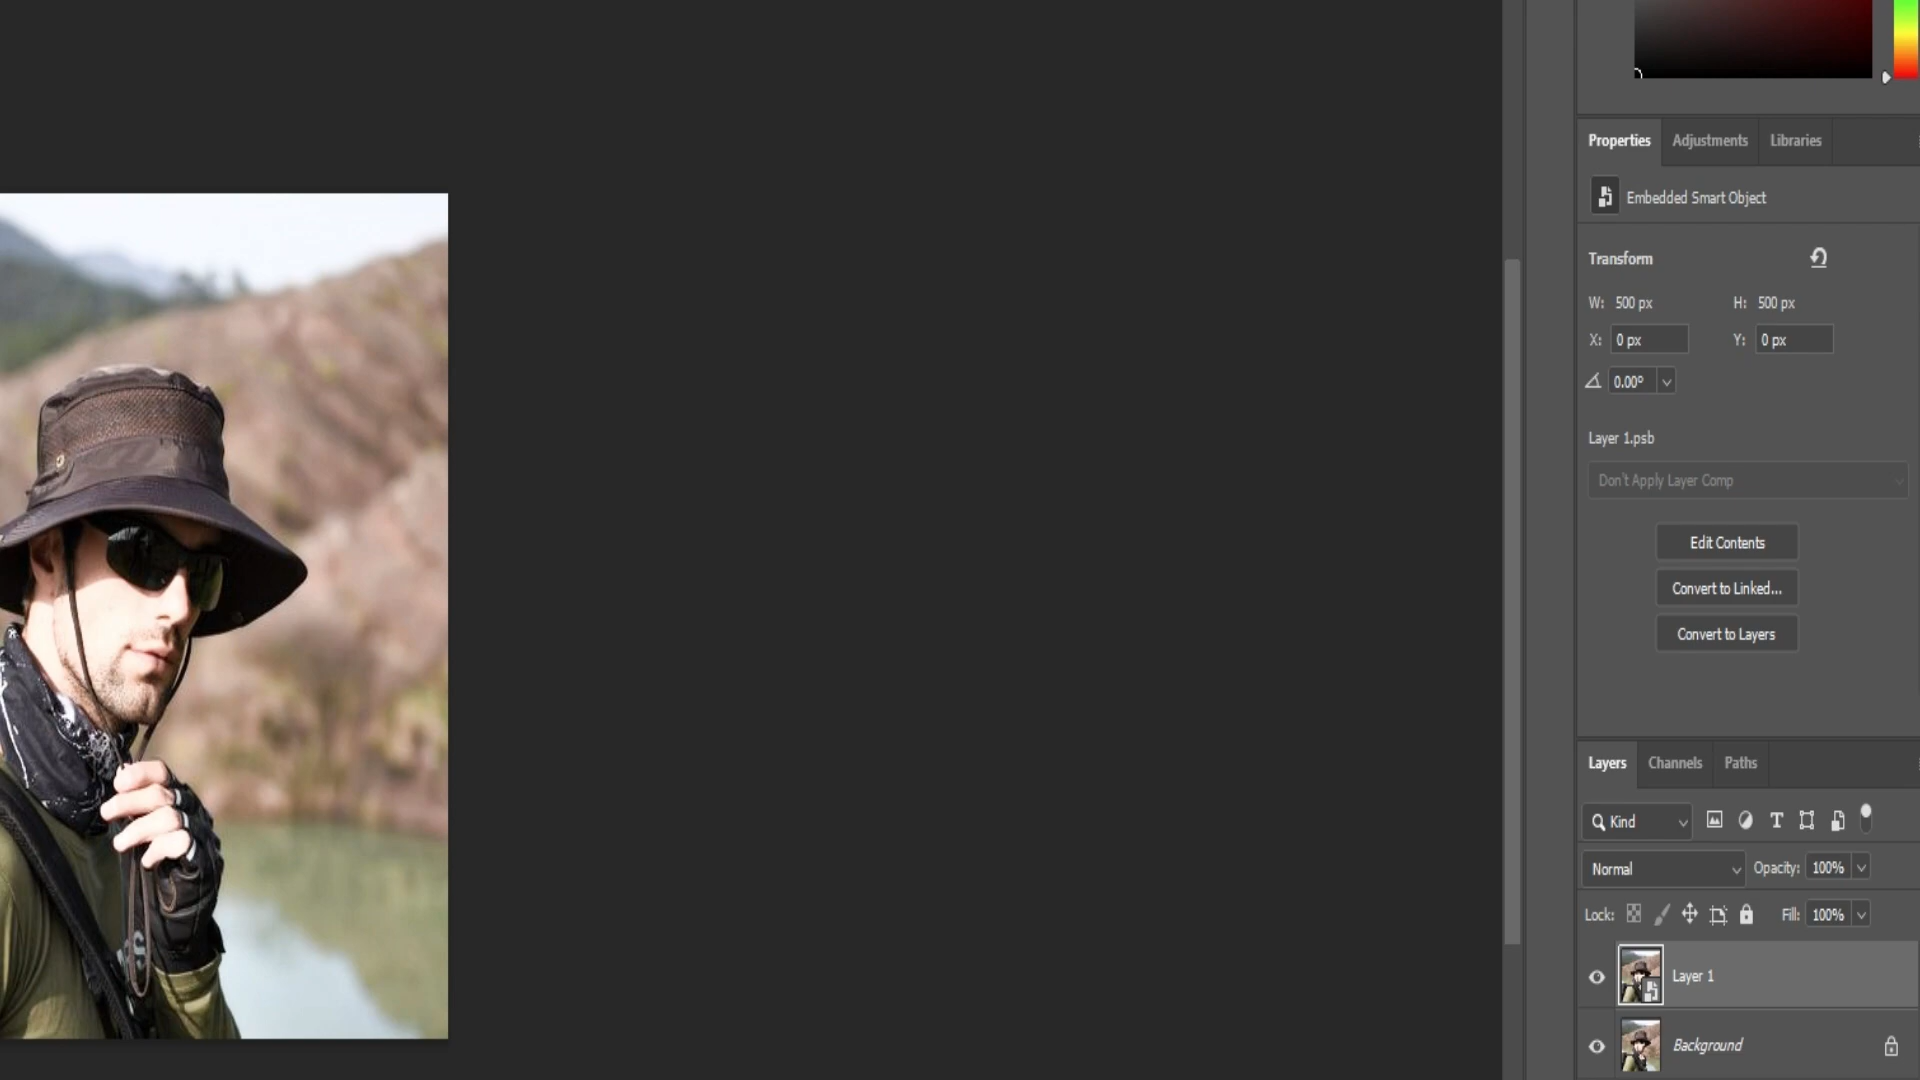 Properties Adjustments Libraries
Embedded Smart Object
Transform
W: 500 px H: 500 px
X: 0 px Y: 0 px
0.00°
Layer 1.psb
Don't Apply Layer Comp
Edit Contents
Convert to Linked...
Convert to Layers
Layers Channels Paths
Kind
Normal Opacity: 100%
Lock: Fill: 100%
Layer 1
Background